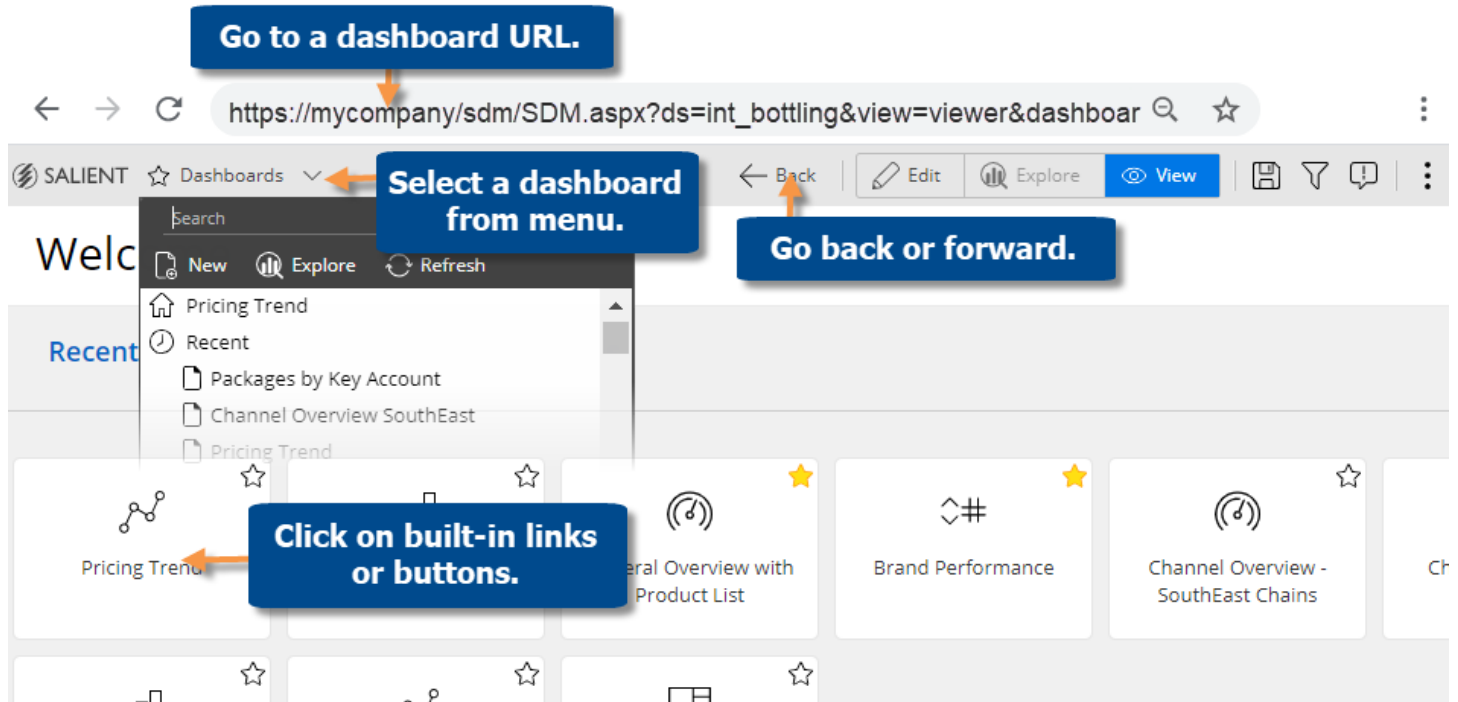 Go to a dashboard URL.
https://mycompany/sdm/SDM.aspx?ds=int_bottling&view=viewer&dashboar
SALIENT Dashboards Back Edit Explore View
Select a dashboard
from menu.
Search
Go back or forward.
Welc
New Explore Refresh
Pricing Trend
Recent
Recent
Packages by Key Account
Channel Overview SouthEast
Pricing Trend
Click on built-in links
or buttons.
Pricing Trend
eral Overview with
Product List
Brand Performance
Channel Overview -
SouthEast Chains
Ch